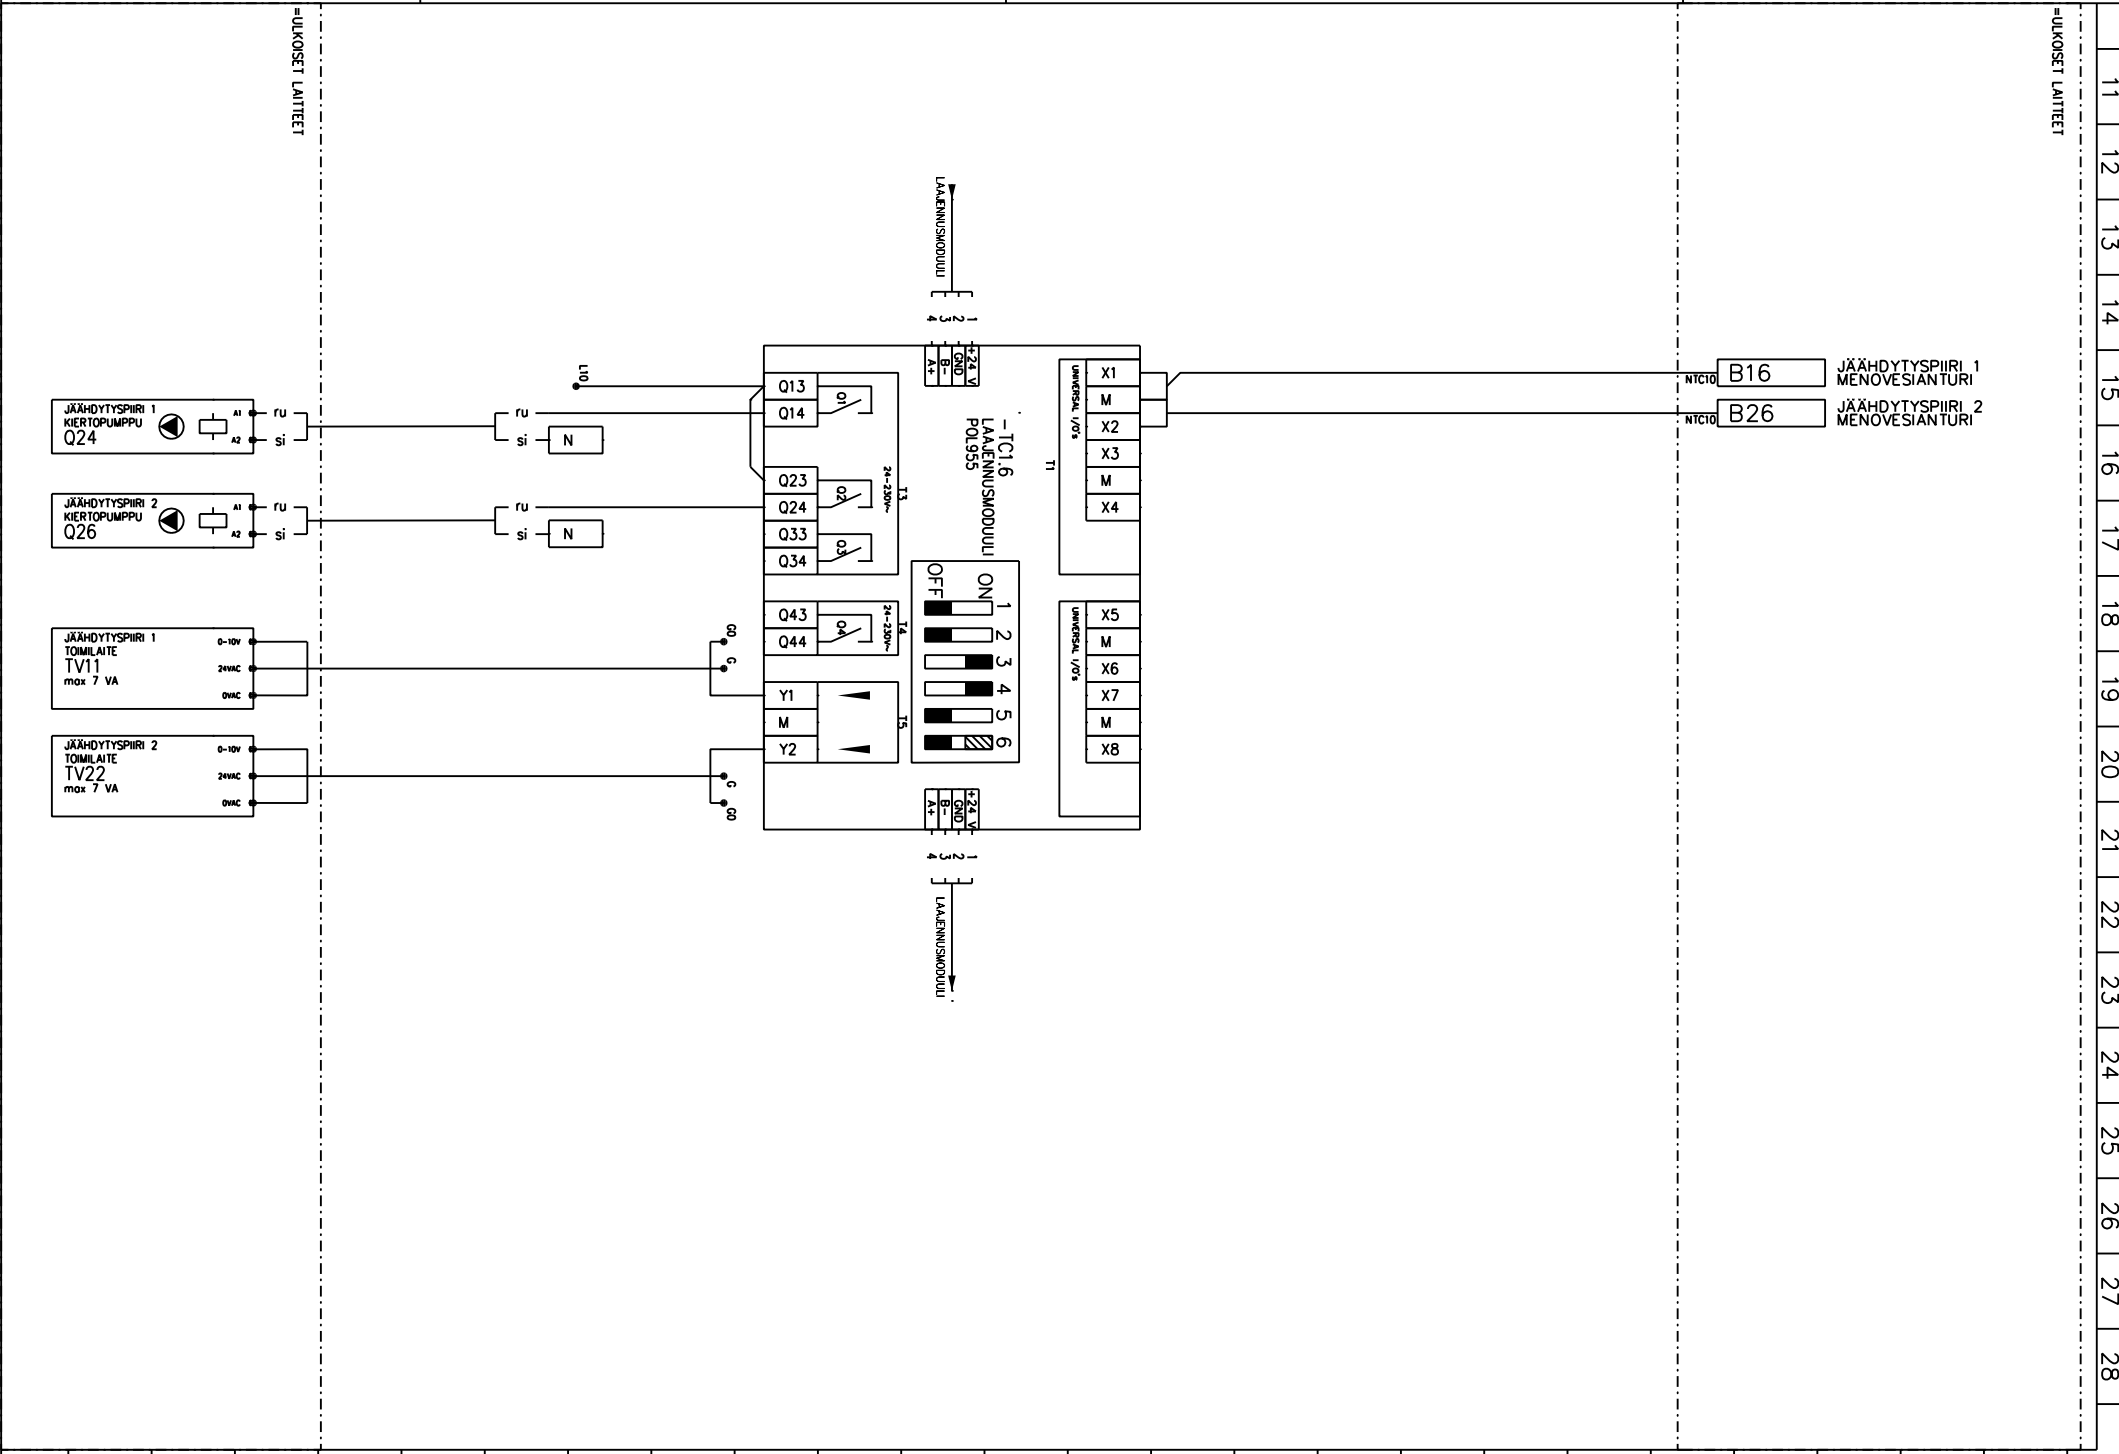 =ULKOISET LAITTEET
=ULKOISET LAITTEET
11
12
13
14
15
16
17
18
19
20
21
22
23
24
25
26
27
28
LAAJENNUSMODUULI
1
2
3
4
+24 V
GND
B-
A+
-TC1.6
LAAJENNUSMODUULI
POL955
JÄÄHDYTYSPIIRI 1
KIERTOPUMPPU
Q24
A1
A2
ru
si
ru
si
N
L10
JÄÄHDYTYSPIIRI 2
KIERTOPUMPPU
Q26
A1
A2
ru
si
ru
si
N
JÄÄHDYTYSPIIRI 1
TOIMILAITE
TV11
max 7 VA
0-10V
24VAC
0VAC
G0
G
JÄÄHDYTYSPIIRI 2
TOIMILAITE
TV22
max 7 VA
0-10V
24VAC
0VAC
G
G0
Q13
Q14
Q23
Q24
Q33
Q34
Q1
Q2
Q3
T3
24-230V~
Q43
Q44
Q4
T4
24-230V~
Y1
M
Y2
T5
ON
OFF
1
2
3
4
5
6
T1
UNIVERSAL I/O's
X1
M
X2
X3
M
X4
UNIVERSAL I/O's
X5
M
X6
X7
M
X8
NTC10
B16
JÄÄHDYTYSPIIRI 1
MENOVESIANTURI
NTC10
B26
JÄÄHDYTYSPIIRI 2
MENOVESIANTURI
+24 V
GND
B-
A+
1
2
3
4
LAAJENNUSMODUULI